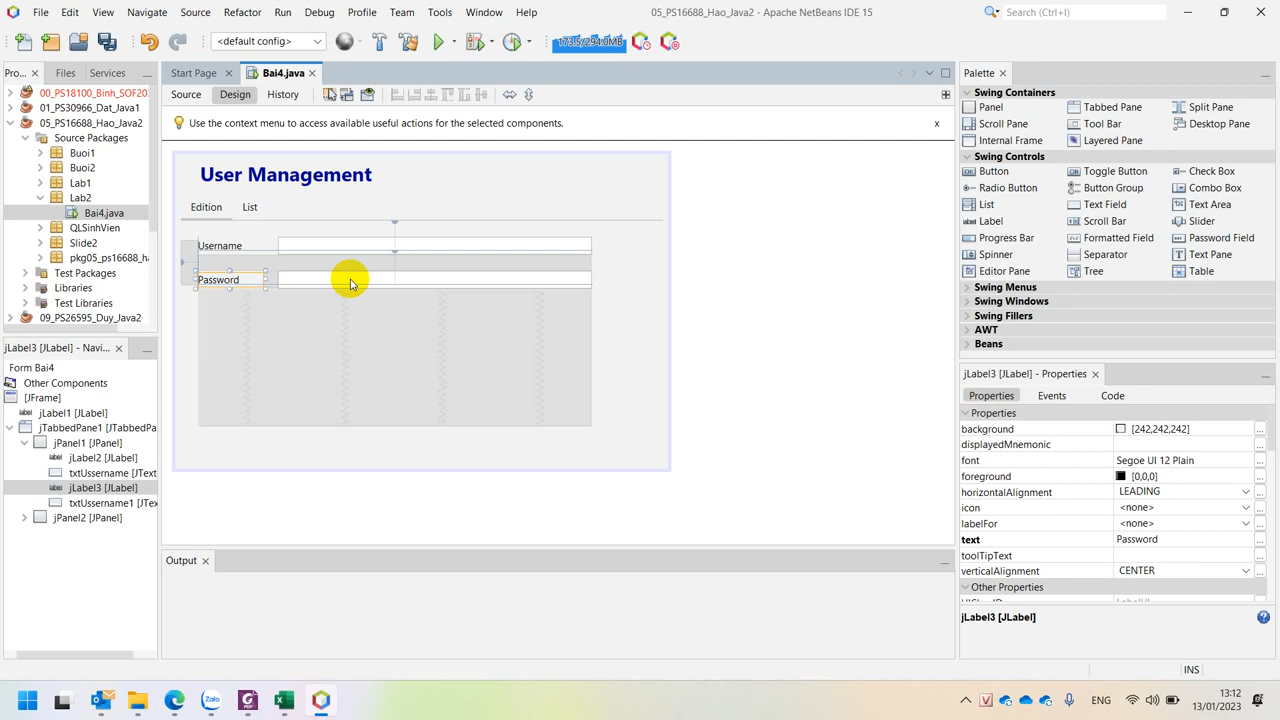 File Edit View Navigate Source Refactor Run Debug Profile Team Tools Window Help
05_PS16688_Hao_Java2 - Apache NetBeans IDE 15
Search (Ctrl+I)
<default config>
173.5/294.0MB
Pro... Files Services
Start Page Bai4.java
Source Design History
Use the context menu to access available useful actions for the selected components.
x
00_PS18100_Binh_SOF20
01_PS30966_Dat_Java1
05_PS16688_Hao_Java2
Source Packages
Buoi1
Buoi2
Lab1
Lab2
Bai4.java
QLSinhVien
Slide2
pkg05_ps16688_ha
Test Packages
Libraries
Test Libraries
09_PS26595_Duy_Java2
jLabel3 [JLabel] - Navi...
Form Bai4
Other Components
[JFrame]
jLabel1 [JLabel]
jTabbedPane1 [JTabbedPa
jPanel1 [JPanel]
jLabel2 [JLabel]
txtUssername [JText
jLabel3 [JLabel]
txtUssername1 [JTe
jPanel2 [JPanel]
User Management
Edition List
Username
Password
Output
Palette
Swing Containers
Panel Tabbed Pane Split Pane
Scroll Pane Tool Bar Desktop Pane
Internal Frame Layered Pane
Swing Controls
Button Toggle Button Check Box
Radio Button Button Group Combo Box
List Text Field Text Area
Label Scroll Bar Slider
Progress Bar Formatted Field Password Field
Spinner Separator Text Pane
Editor Pane Tree Table
Swing Menus
Swing Windows
Swing Fillers
AWT
Beans
jLabel3 [JLabel] - Properties
Properties Events Code
Properties
background [242,242,242] ...
displayedMnemonic ...
font Segoe UI 12 Plain ...
foreground [0,0,0] ...
horizontalAlignment LEADING ...
icon <none> ...
labelFor <none> ...
text Password ...
toolTipText ...
verticalAlignment CENTER ...
Other Properties
jLabel3 [JLabel]
INS
Zalo
ENG
13:12
13/01/2023